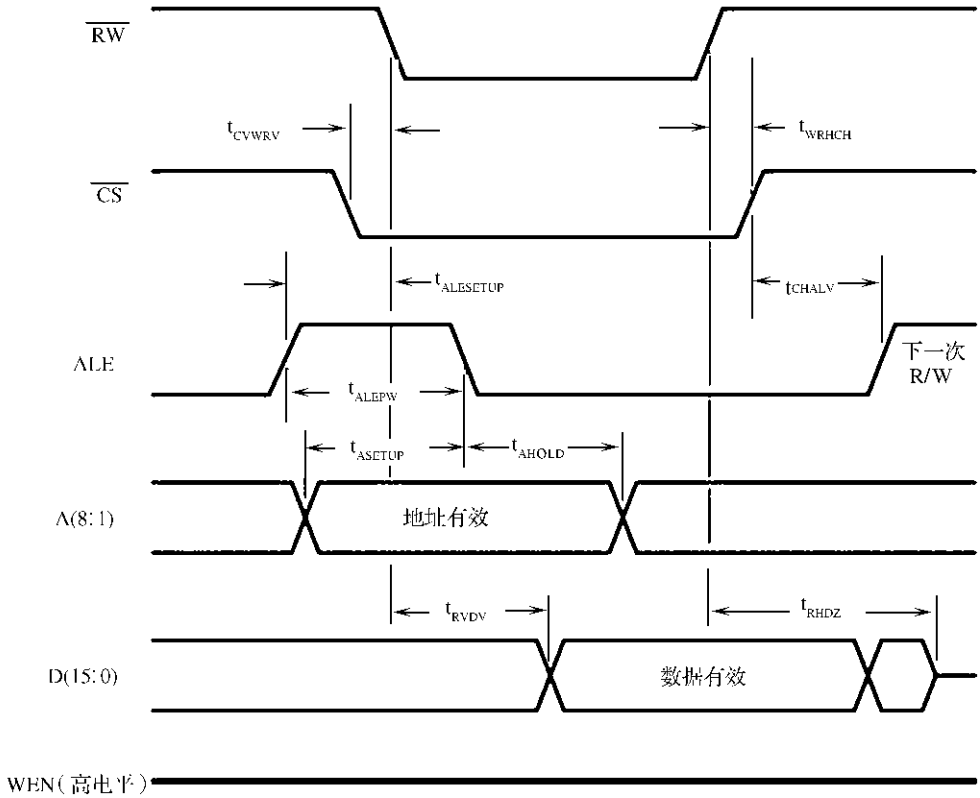 RW
tCVWRV
tWRHCH
CS
tALESETUP
tCHALV
ALE
下一次
R/W
tALEPW
tASETUP
tAHOLD
A(8:1)
地址有效
tRVDV
tRHDZ
D(15:0)
数据有效
WEN(高电平)